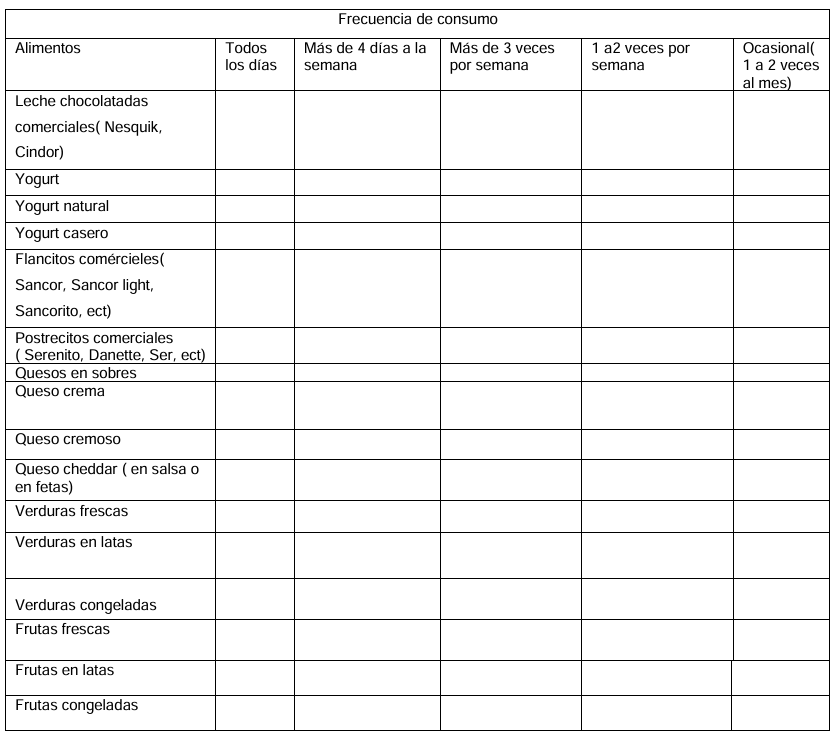 Frecuencia de consumo
Alimentos
Todos
los días
Más de 4 días a la
semana
Más de 3 veces
por semana
1 a2 veces por
semana
Ocasional(
1 a 2 veces
al mes)
Leche chocolatadas
comerciales( Nesquik,
Cindor)
Yogurt
Yogurt natural
Yogurt casero
Flancitos comércieles(
Sancor, Sancor light,
Sancorito, ect)
Postrecitos comerciales
( Serenito, Danette, Ser, ect)
Quesos en sobres
Queso crema
Queso cremoso
Queso cheddar ( en salsa o
en fetas)
Verduras frescas
Verduras en latas
Verduras congeladas
Frutas frescas
Frutas en latas
Frutas congeladas